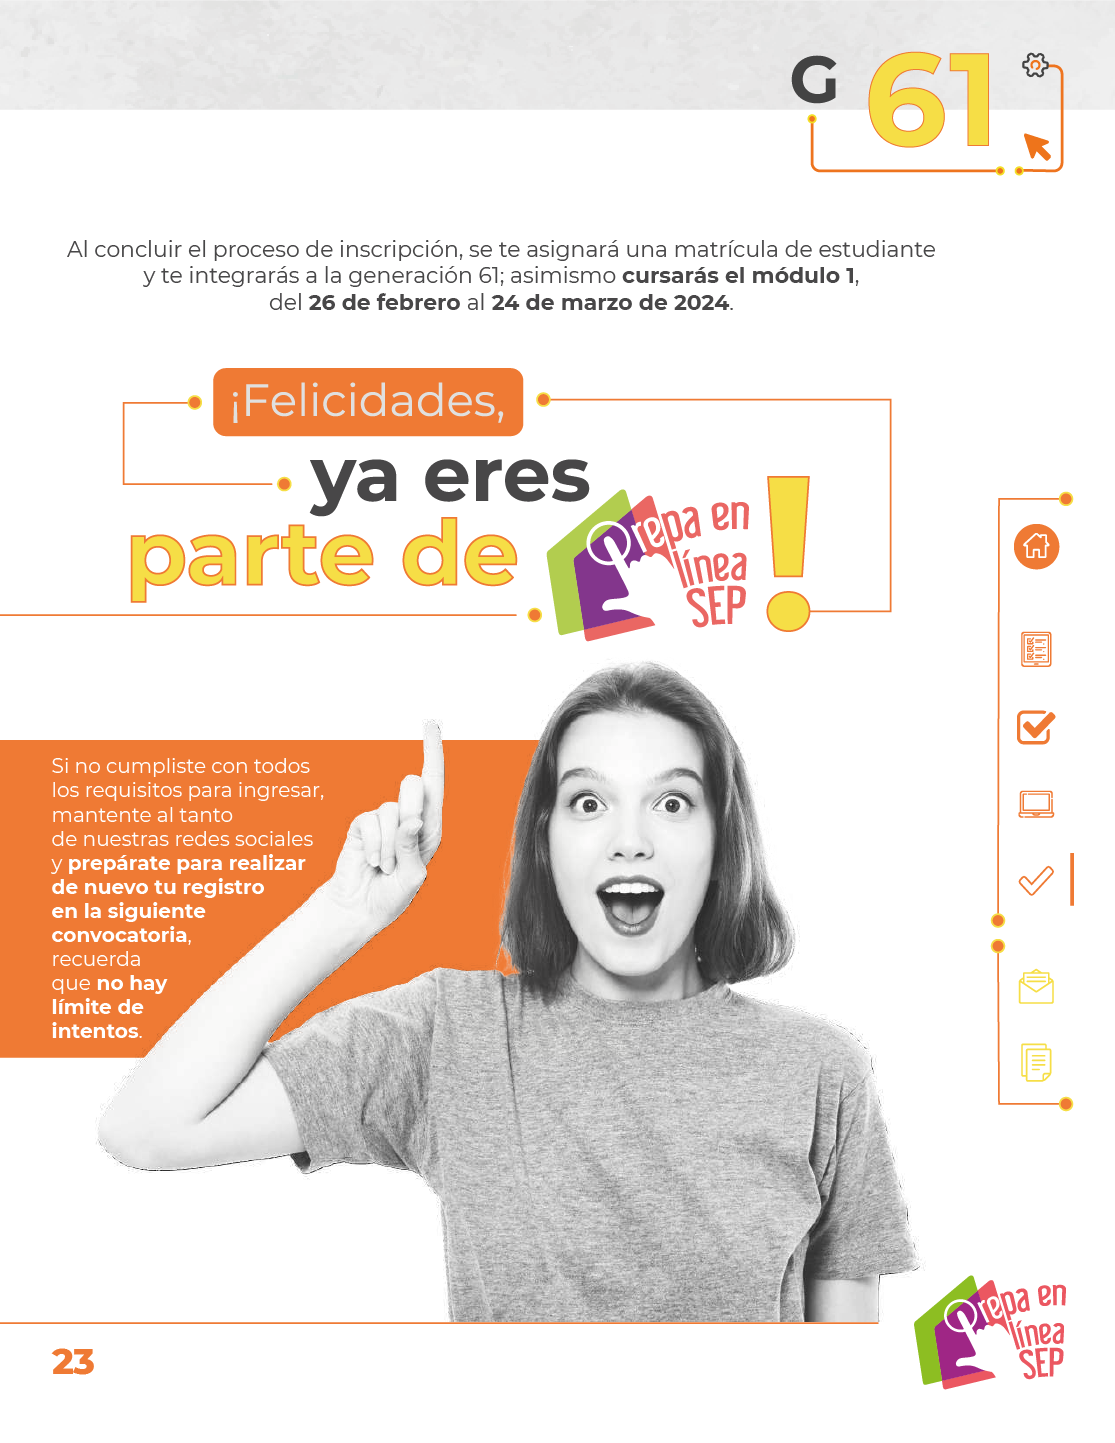 G 61
Al concluir el proceso de inscripción, se te asignará una matrícula de estudiante
y te integrarás a la generación 61; asimismo cursarás el módulo 1,
del 26 de febrero al 24 de marzo de 2024.
¡Felicidades,
ya eres
parte de
Prepa en
línea
SEP
!
Si no cumpliste con todos
los requisitos para ingresar,
mantente al tanto
de nuestras redes sociales
y prepárate para realizar
de nuevo tu registro
en la siguiente
convocatoria,
recuerda
que no hay
límite de
intentos.
23
Prepa en
línea
SEP